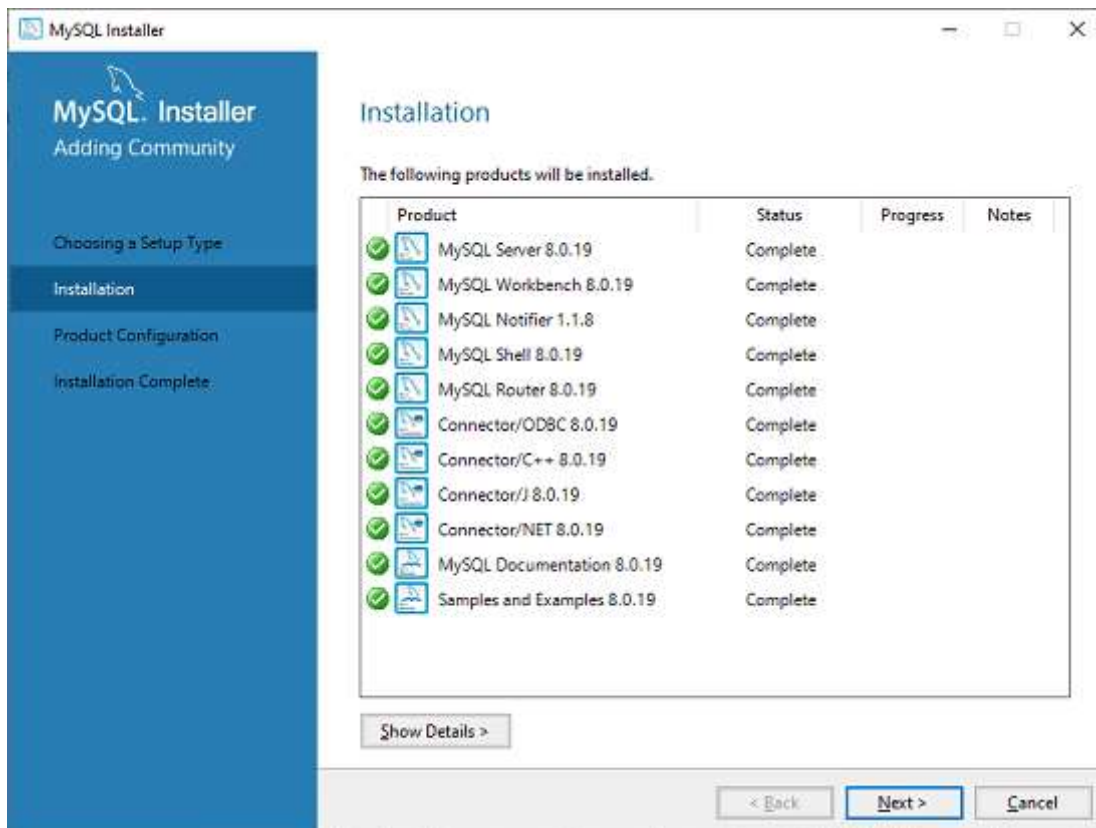 MySQL Installer
MySQL. Installer
Adding Community
Choosing a Setup Type
Installation
Product Configuration
Installation Complete
Installation
The following products will be installed.
Product Status Progress Notes
MySQL Server 8.0.19 Complete
MySQL Workbench 8.0.19 Complete
MySQL Notifier 1.1.8 Complete
MySQL Shell 8.0.19 Complete
MySQL Router 8.0.19 Complete
Connector/ODBC 8.0.19 Complete
Connector/C++ 8.0.19 Complete
Connector/J 8.0.19 Complete
Connector/NET 8.0.19 Complete
MySQL Documentation 8.0.19 Complete
Samples and Examples 8.0.19 Complete
Show Details >
< Back Next > Cancel